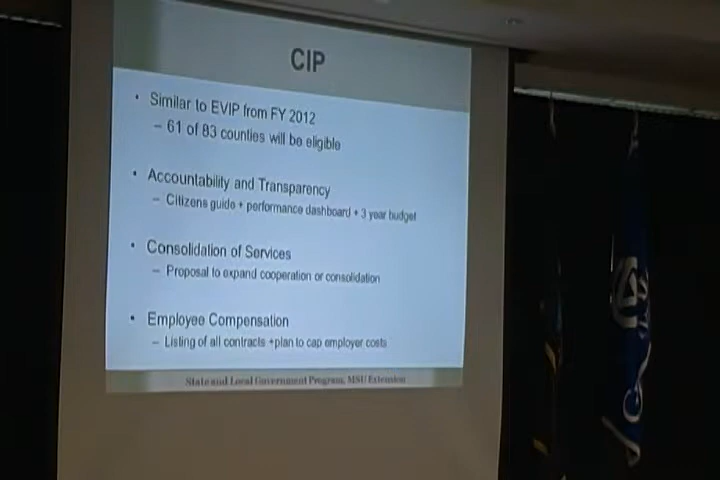 CIP
• Similar to EVIP from FY 2012
– 61 of 83 counties will be eligible
• Accountability and Transparency
– Citizens guide + performance dashboard + 3 year budget
• Consolidation of Services
– Proposal to expand cooperation or consolidation
• Employee Compensation
– Listing of all contracts +plan to cap employer costs
State and Local Government Program, MSU Extension